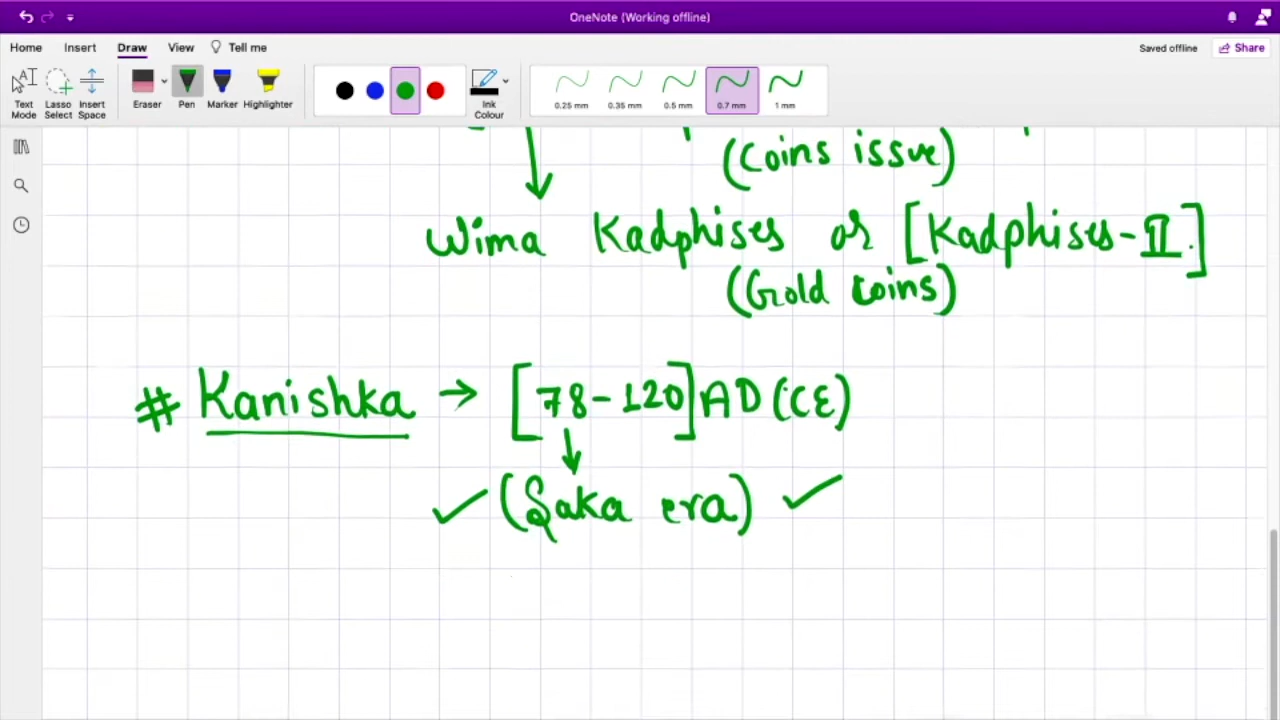 OneNote (Working offline)
Home Insert Draw View Tell me
Saved offline Share
Text Mode Lasso Select Insert Space Eraser Pen Marker Highlighter Ink Colour 0.25 mm 0.35 mm 0.5 mm 0.7 mm 1 mm
(Coins issue)
Wima Kadphises or [Kadphises-II.]
(Gold coins)
# Kanishka → [78-120] AD (CE)
↓
✓ (Saka era) ✓